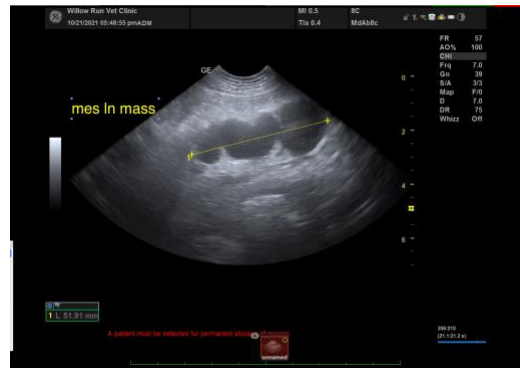 Willow Run Vet Clinic
10/21/2021 05:48:55 pmADM
MI 0.5
8C
TIs 0.4
MdAb8c
FR 57
AO% 100
CHI
Frq 7.0
Gn 39
S/A 3/3
Map F/0
D 7.0
DR 75
Whizz Off
GE
mes ln mass
0
2
4
6
1 L 51.91 mm
A patient must be selected for permanent storage of
unnamed